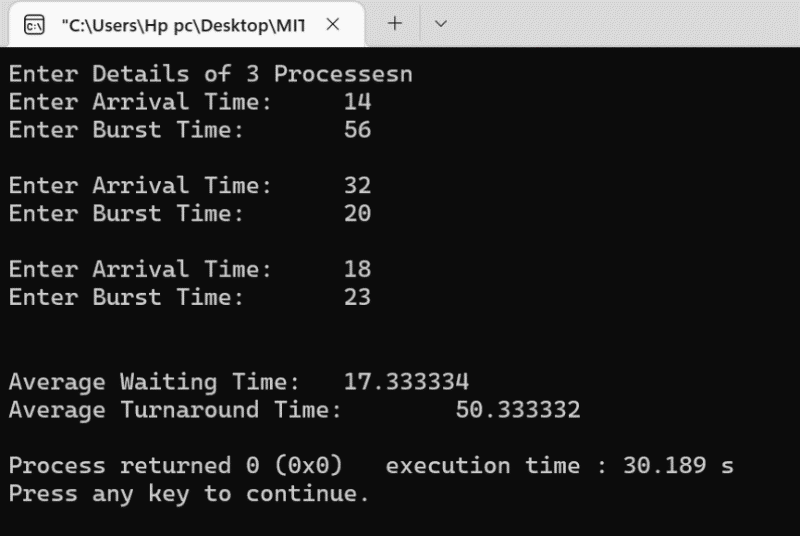 "C:\Users\Hp pc\Desktop\MIT
Enter Details of 3 Processesn
Enter Arrival Time: 14
Enter Burst Time: 56
Enter Arrival Time: 32
Enter Burst Time: 20
Enter Arrival Time: 18
Enter Burst Time: 23
Average Waiting Time: 17.333334
Average Turnaround Time: 50.333332
Process returned 0 (0x0) execution time : 30.189 s
Press any key to continue.